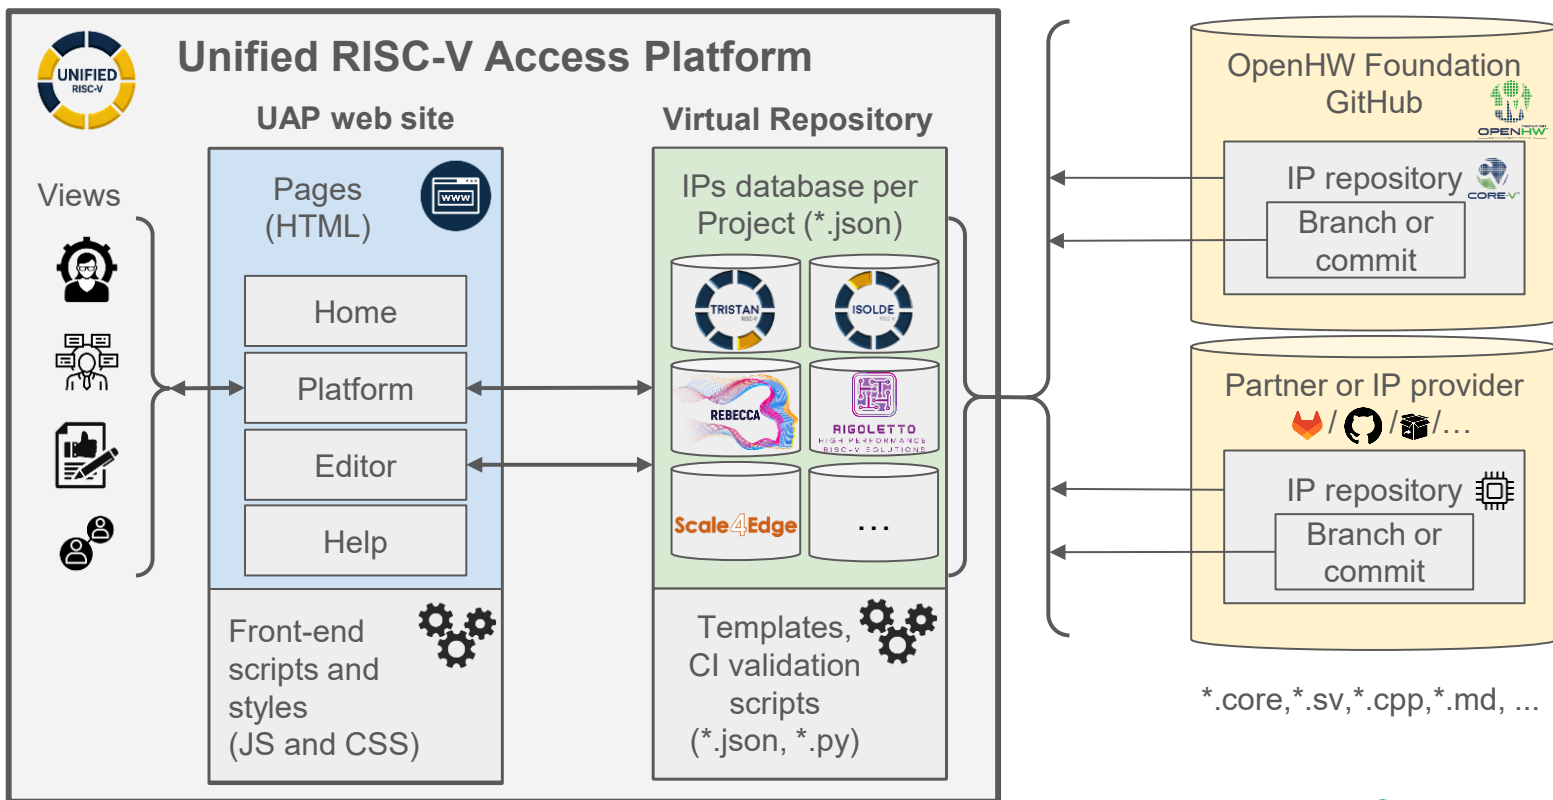 Unified RISC-V Access Platform
UNIFIED
RISC-V
UAP web site
Virtual Repository
Views
Pages
(HTML)
www
Home
Platform
Editor
Help
Front-end
scripts and
styles
(JS and CSS)
IPs database per
Project (*.json)
TRISTAN
RISC-V
ISOLDE
RISC-V
REBECCA
RIGOLETTO
HIGH PERFORMANCE
RISC-V SOLUTIONS
Scale4Edge
...
Templates,
CI validation
scripts
(*.json, *.py)
OpenHW Foundation
GitHub
OPENHW
IP repository
CORE-V
Branch or
commit
Partner or IP provider
/ / /…
IP repository
Branch or
commit
*.core,*.sv,*.cpp,*.md, ...